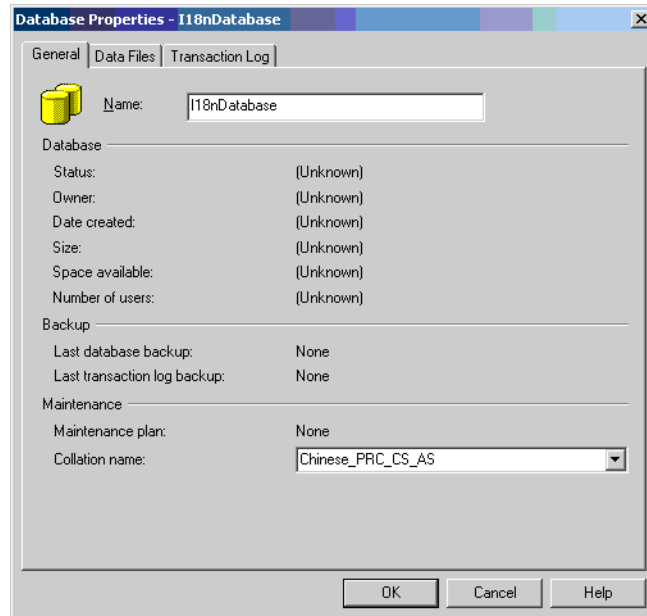 Database Properties - I18nDatabase
General Data Files Transaction Log
Name: I18nDatabase
Database
Status: (Unknown)
Owner: (Unknown)
Date created: (Unknown)
Size: (Unknown)
Space available: (Unknown)
Number of users: (Unknown)
Backup
Last database backup: None
Last transaction log backup: None
Maintenance
Maintenance plan: None
Collation name: Chinese_PRC_CS_AS
OK Cancel Help